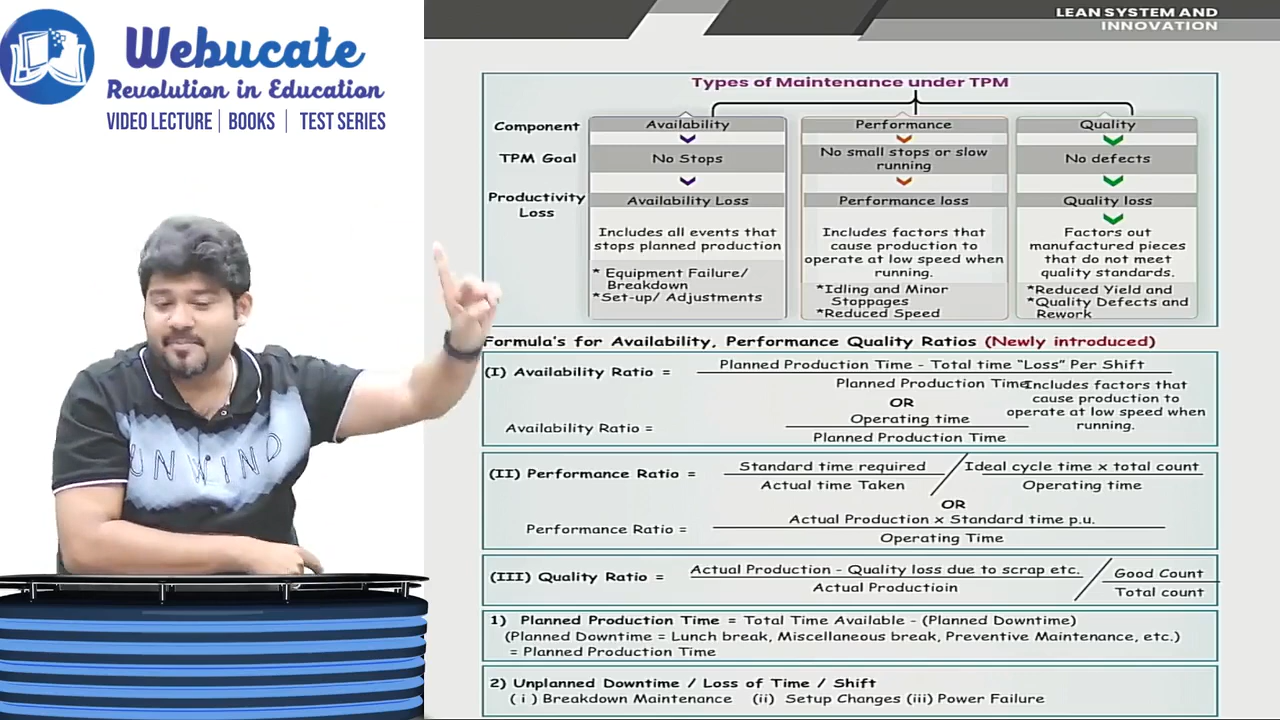 Webucate
Revolution in Education
VIDEO LECTURE | BOOKS | TEST SERIES
UNWIND
LEAN SYSTEM AND
INNOVATION
Types of Maintenance under TPM
Component
Availability
Performance
Quality
TPM Goal
No Stops
No small stops or slow
running
No defects
Productivity
Loss
Availability Loss
Performance loss
Quality loss
Includes all events that
stops planned production
* Equipment Failure/
Breakdown
*Set-up/ Adjustments
Includes factors that
cause production to
operate at low speed when
running.
*Idling and Minor
Stoppages
*Reduced Speed
Factors out
manufactured pieces
that do not meet
quality standards.
*Reduced Yield and
*Quality Defects and
Rework
Formula's for Availability, Performance Quality Ratios (Newly introduced)
(I) Availability Ratio =
Planned Production Time - Total time “Loss” Per Shift
Planned Production Time
OR
Availability Ratio =
Operating time
Planned Production Time
Includes factors that
cause production to
operate at low speed when
running.
(II) Performance Ratio =
Standard time required
Actual time Taken
/
Ideal cycle time x total count
Operating time
OR
Performance Ratio =
Actual Production x Standard time p.u.
Operating Time
(III) Quality Ratio =
Actual Production - Quality loss due to scrap etc.
Actual Productioin
/
Good Count
Total count
1) Planned Production Time = Total Time Available - (Planned Downtime)
(Planned Downtime = Lunch break, Miscellaneous break, Preventive Maintenance, etc.)
= Planned Production Time
2) Unplanned Downtime / Loss of Time / Shift
( i ) Breakdown Maintenance (ii) Setup Changes (iii) Power Failure